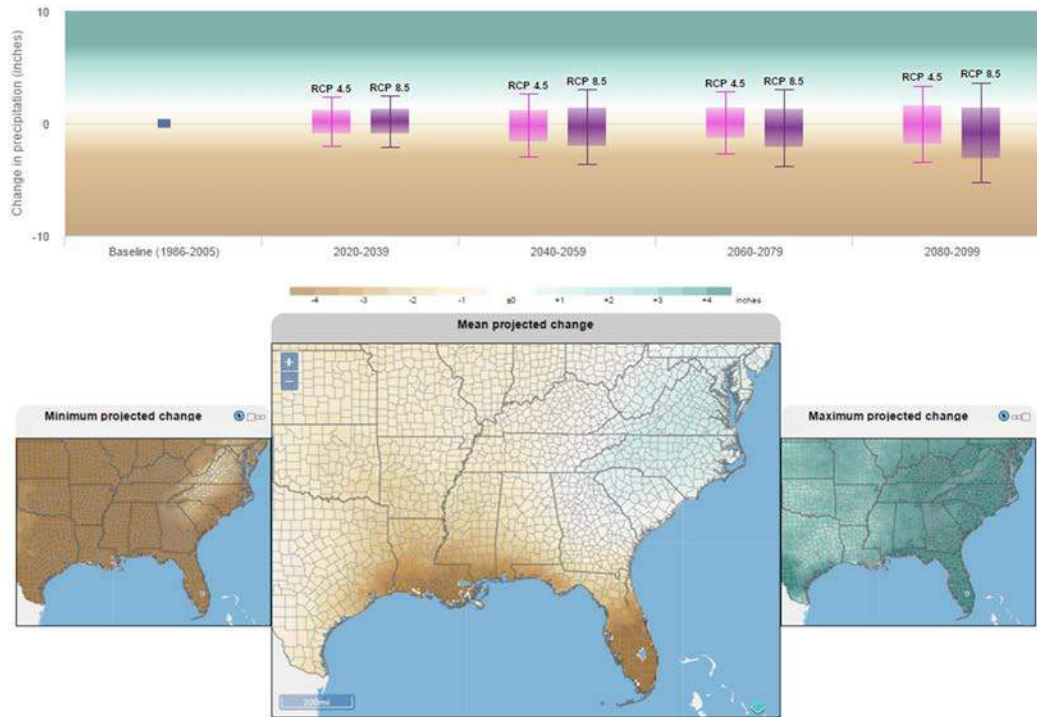 10
Change in precipitation (inches)
RCP 4.5 RCP 8.5 RCP 4.5 RCP 8.5 RCP 4.5 RCP 8.5 RCP 4.5 RCP 8.5
0
-10
Baseline (1986-2005) 2020-2039 2040-2059 2060-2079 2080-2099
-4 -3 -2 -1 ±0 +1 +2 +3 +4 inches
Mean projected change
+
−
Minimum projected change
Maximum projected change
200mi